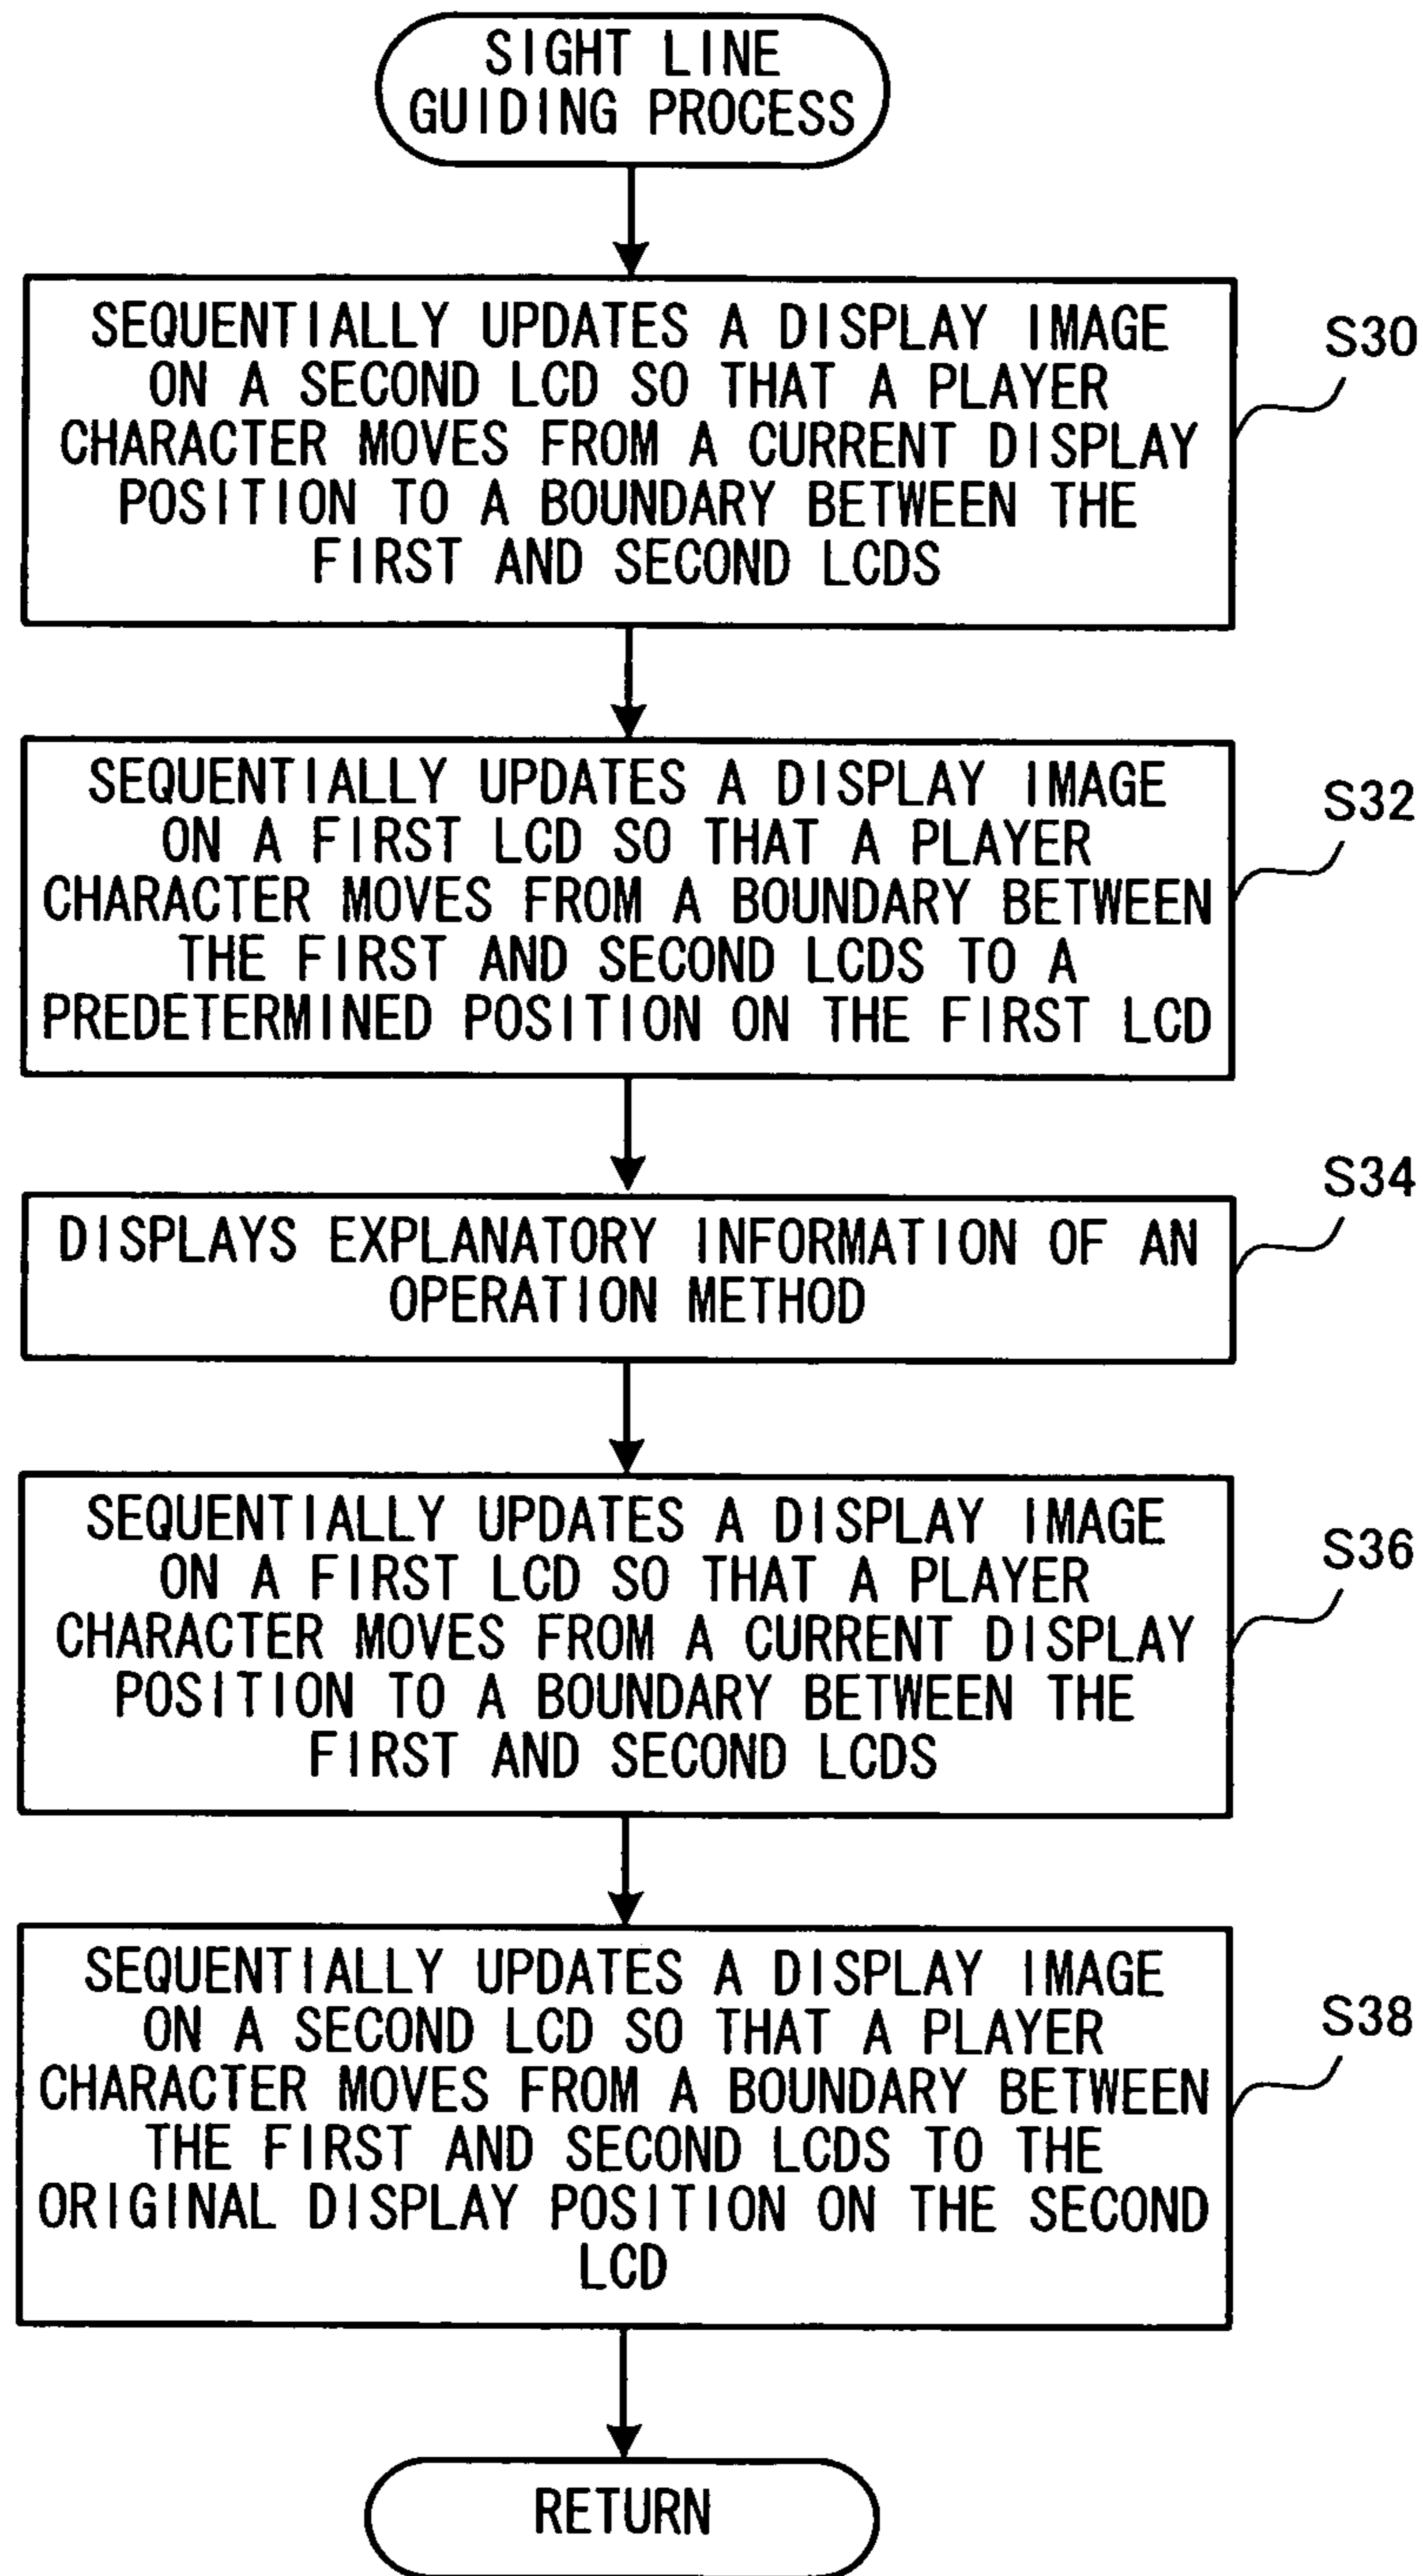 SIGHT LINE
GUIDING PROCESS
SEQUENTIALLY UPDATES A DISPLAY IMAGE
ON A SECOND LCD SO THAT A PLAYER
CHARACTER MOVES FROM A CURRENT DISPLAY
POSITION TO A BOUNDARY BETWEEN THE
FIRST AND SECOND LCDS
S30
SEQUENTIALLY UPDATES A DISPLAY IMAGE
ON A FIRST LCD SO THAT A PLAYER
CHARACTER MOVES FROM A BOUNDARY BETWEEN
THE FIRST AND SECOND LCDS TO A
PREDETERMINED POSITION ON THE FIRST LCD
S32
DISPLAYS EXPLANATORY INFORMATION OF AN
OPERATION METHOD
S34
SEQUENTIALLY UPDATES A DISPLAY IMAGE
ON A FIRST LCD SO THAT A PLAYER
CHARACTER MOVES FROM A CURRENT DISPLAY
POSITION TO A BOUNDARY BETWEEN THE
FIRST AND SECOND LCDS
S36
SEQUENTIALLY UPDATES A DISPLAY IMAGE
ON A SECOND LCD SO THAT A PLAYER
CHARACTER MOVES FROM A BOUNDARY BETWEEN
THE FIRST AND SECOND LCDS TO THE
ORIGINAL DISPLAY POSITION ON THE SECOND
LCD
S38
RETURN